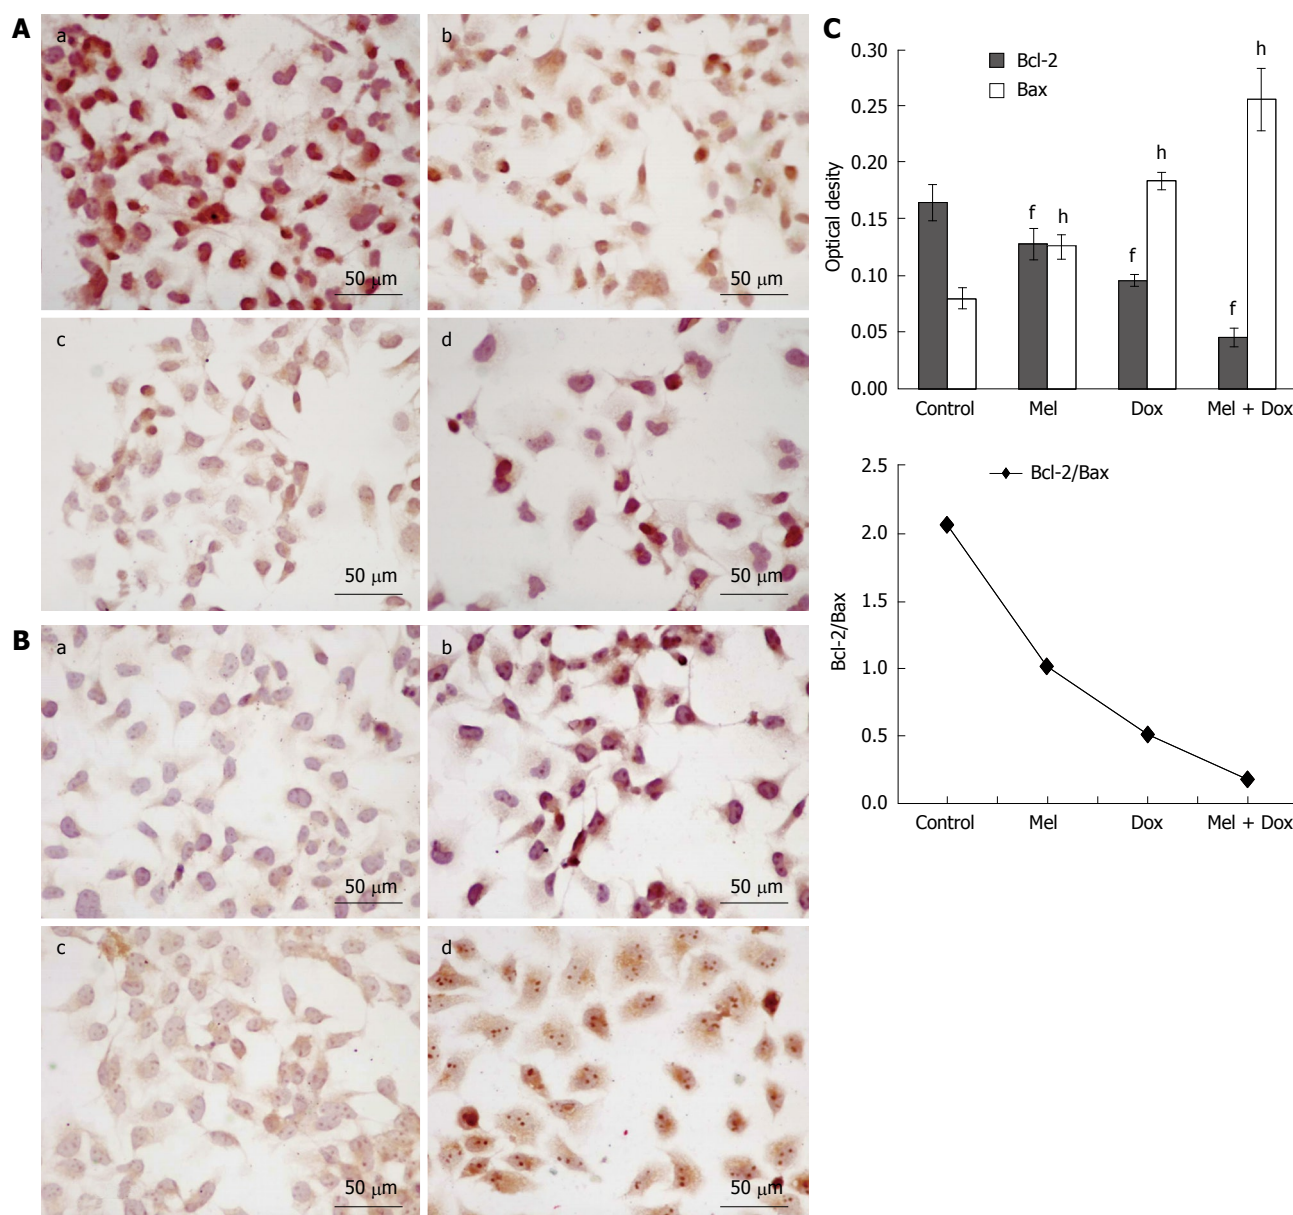 A
a
50 μm
b
50 μm
c
50 μm
d
50 μm
B
a
50 μm
b
50 μm
c
50 μm
d
50 μm
C
0.30
0.25
0.20
0.15
0.10
0.05
0.00
Optical desity
Bcl-2
Bax
f
h
f
h
f
h
Control
Mel
Dox
Mel + Dox
2.5
2.0
1.5
1.0
0.5
0.0
Bcl-2/Bax
Bcl-2/Bax
Control
Mel
Dox
Mel + Dox